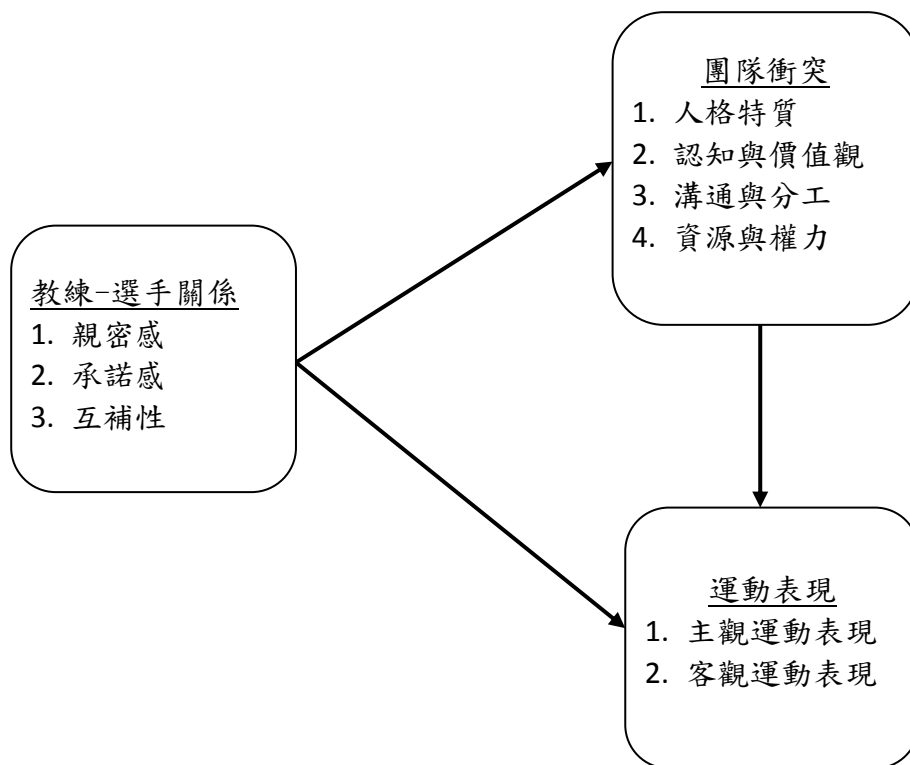 團隊衝突
1. 人格特質
2. 認知與價值觀
3. 溝通與分工
4. 資源與權力
教練-選手關係
1. 親密感
2. 承諾感
3. 互補性
運動表現
1. 主觀運動表現
2. 客觀運動表現